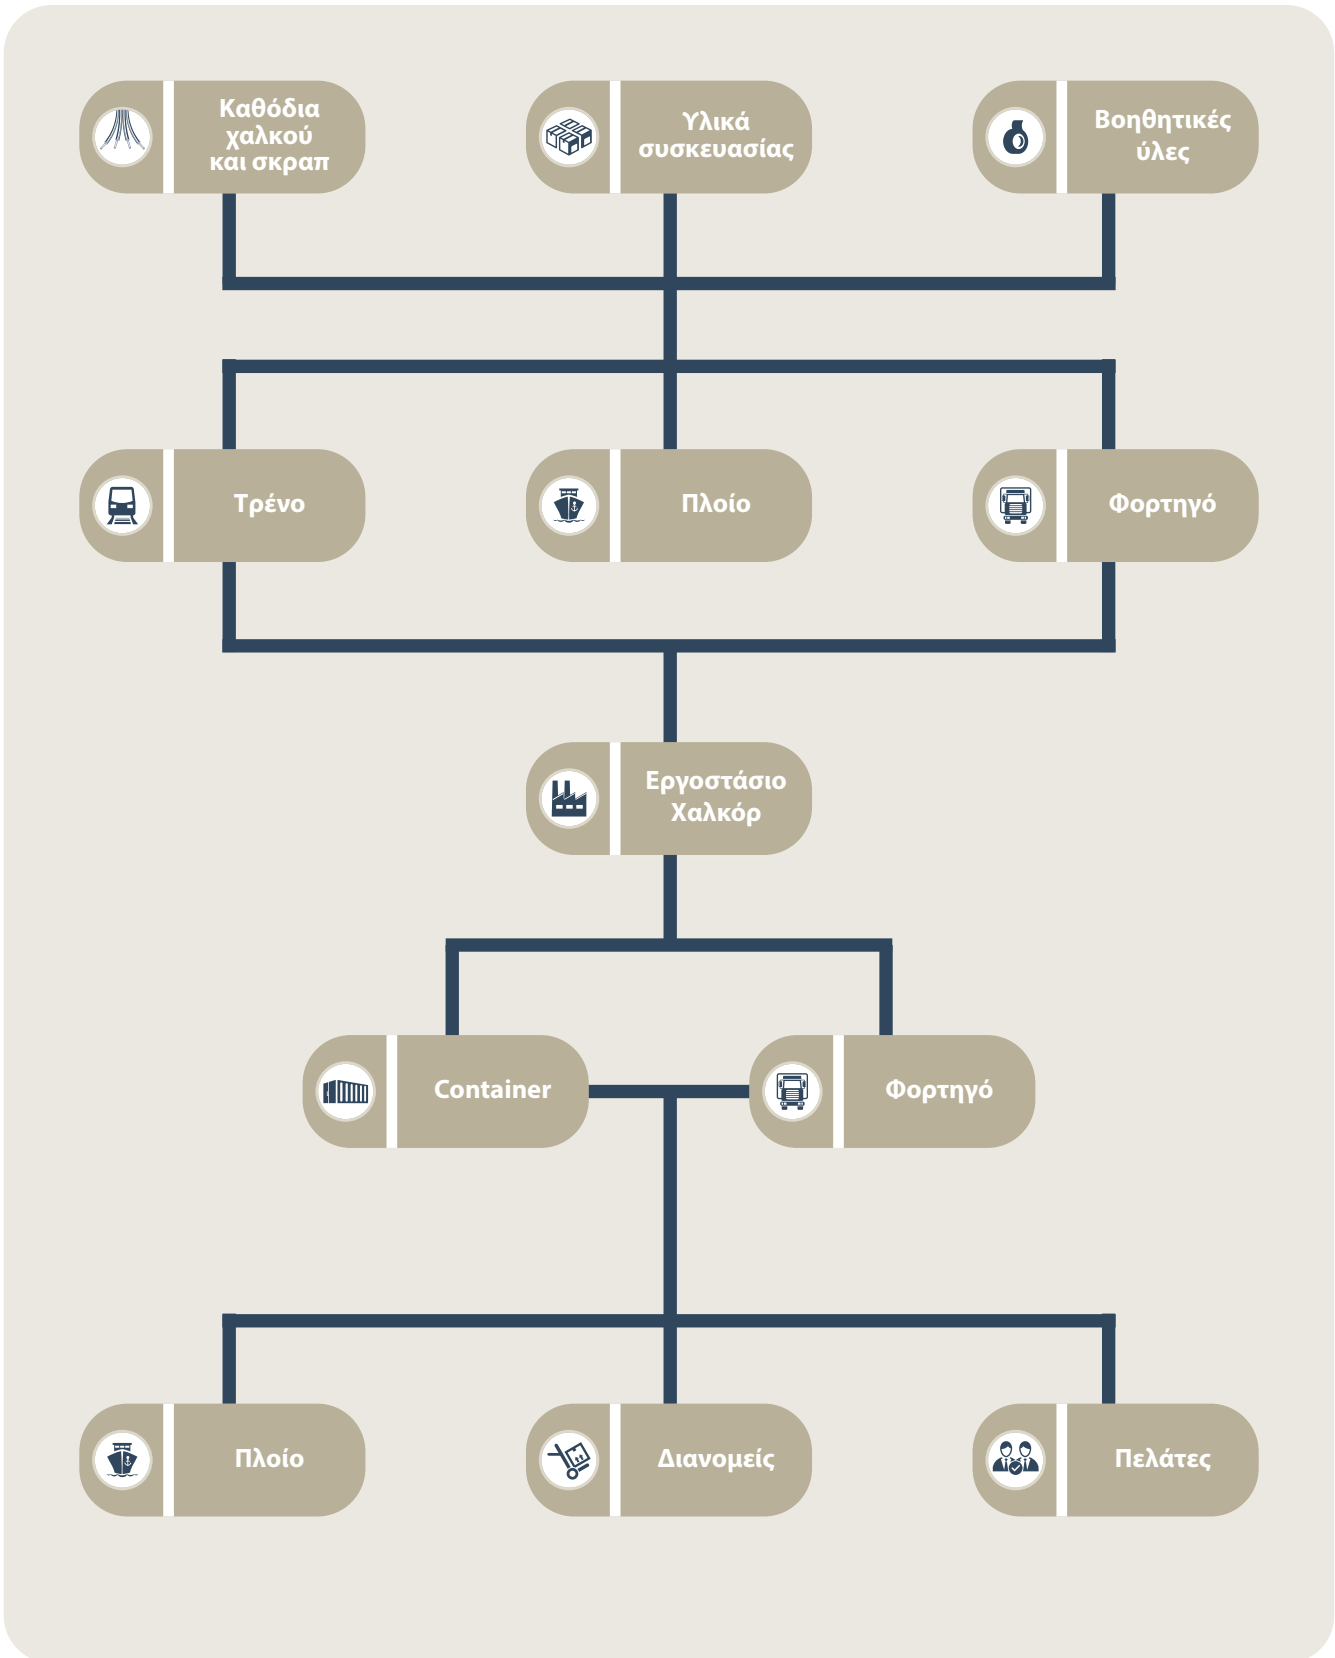 Καθόδια
χαλκού
και σκραπ
Υλικά
συσκευασίας
Βοηθητικές
ύλες
Τρένο
Πλοίο
Φορτηγό
Εργοστάσιο
Χαλκόρ
Container
Φορτηγό
Πλοίο
Διανομείς
Πελάτες